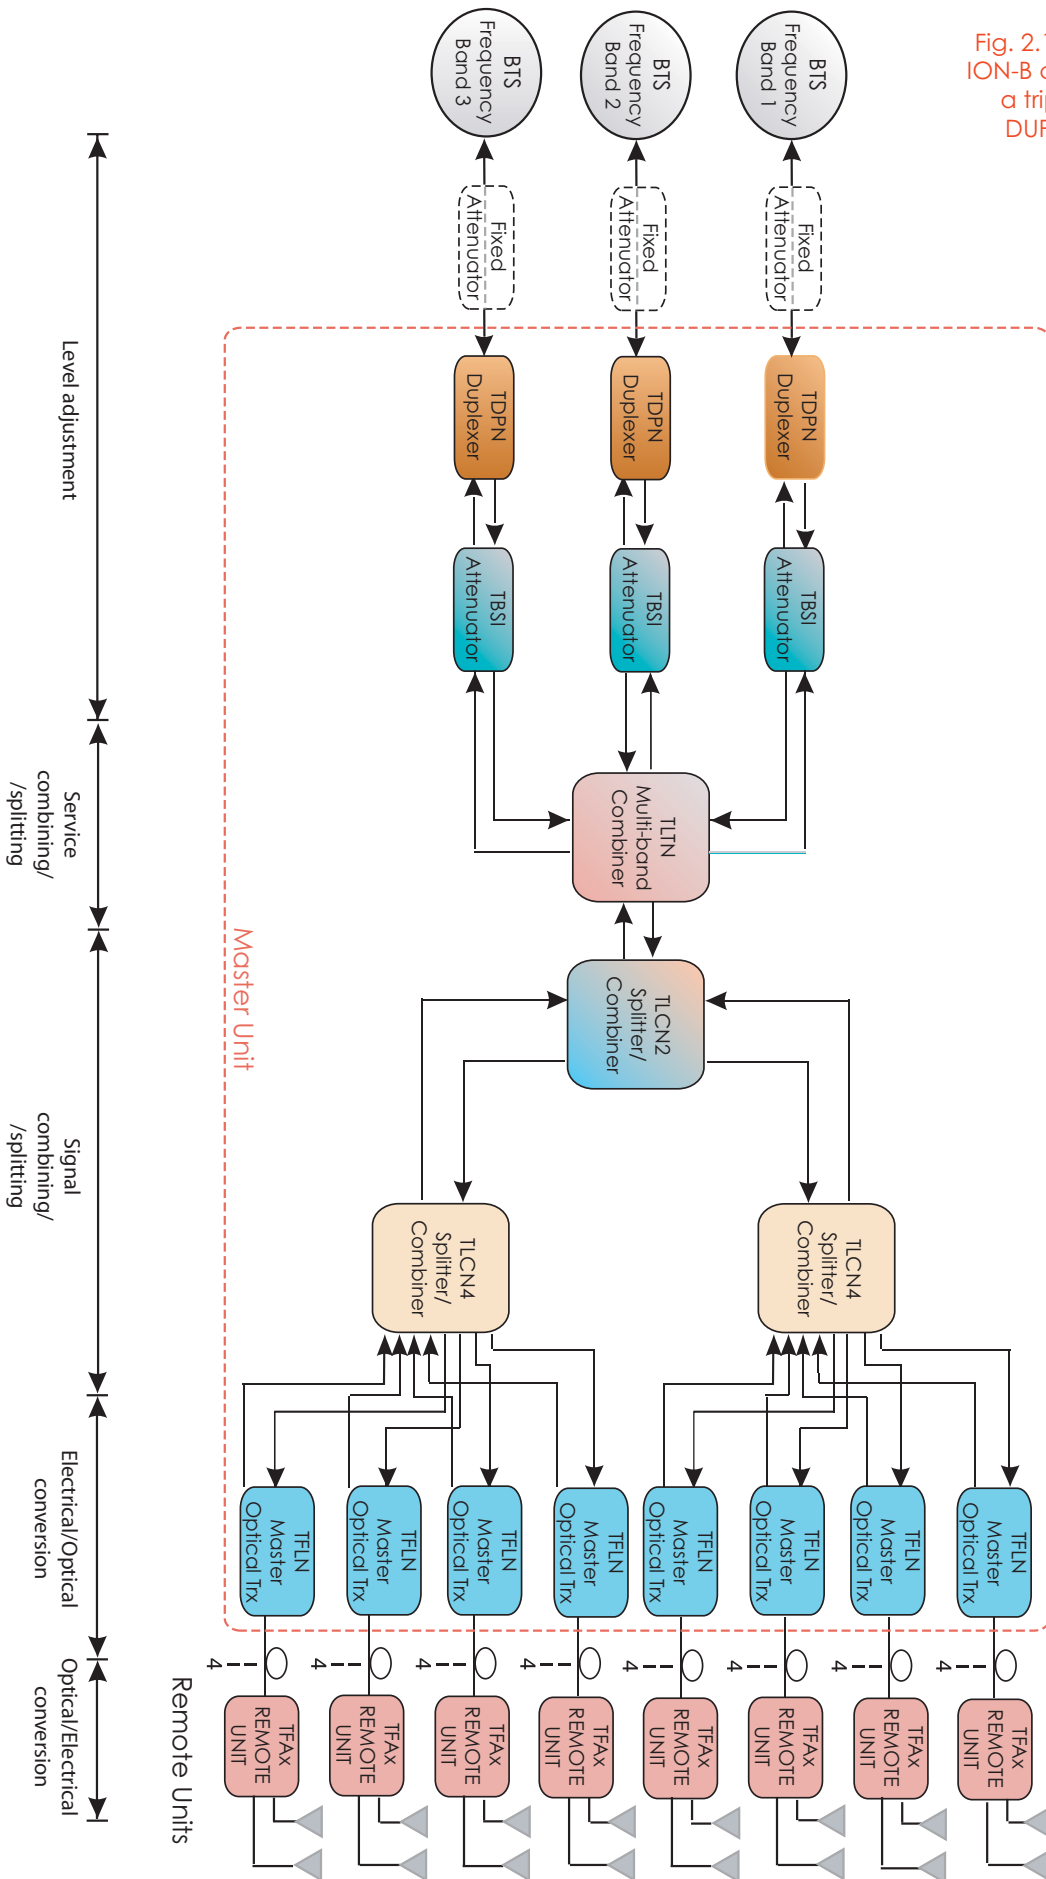 Fig. 2.
ION-B
a
DUP
BTS
Frequency
Band 1
BTS
Frequency
Band 2
BTS
Frequency
Band 3
Fixed
Attenuator
Fixed
Attenuator
Fixed
Attenuator
TDPN
Duplexer
TDPN
Duplexer
TDPN
Duplexer
TBSI
Attenuator
TBSI
Attenuator
TBSI
Attenuator
TLTN
Multi-band
Combiner
TLCN2
Splitter/
Combiner
TLCN4
Splitter/
Combiner
TLCN4
Splitter/
Combiner
TFLN
Master
Optical Trx
TFLN
Master
Optical Trx
TFLN
Master
Optical Trx
TFLN
Master
Optical Trx
TFLN
Master
Optical Trx
TFLN
Master
Optical Trx
TFLN
Master
Optical Trx
TFLN
Master
Optical Trx
4
4
4
4
4
4
4
4
TFAx
REMOTE
UNIT
TFAx
REMOTE
UNIT
TFAx
REMOTE
UNIT
TFAx
REMOTE
UNIT
TFAx
REMOTE
UNIT
TFAx
REMOTE
UNIT
TFAx
REMOTE
UNIT
TFAx
REMOTE
UNIT
Master Unit
Remote Units
Level adjustment
Service
combining/
/splitting
Signal
combining/
/splitting
Electrical/Optical
conversion
Optical/Electrical
conversion